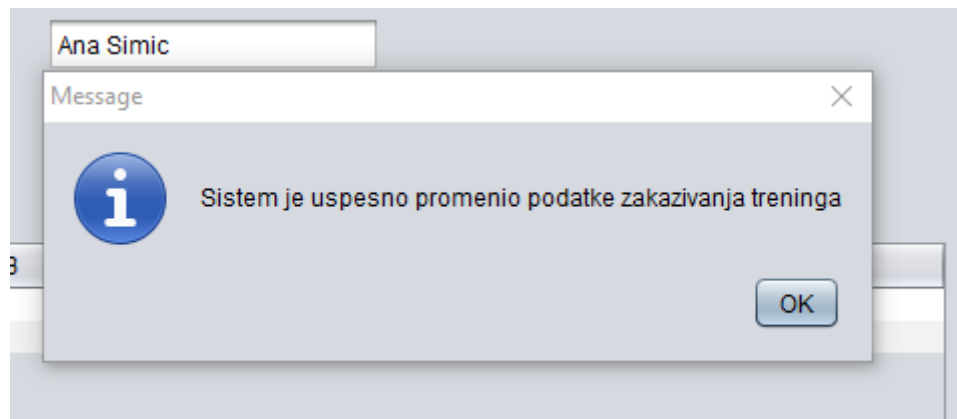 Ana Simic
Message
Sistem je uspesno promenio podatke zakazivanja treninga
OK